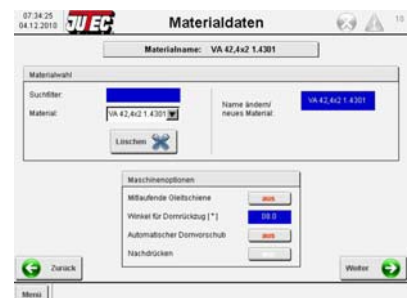 07:34:25
04.12.2010
JUTEC
Materialdaten
10
Materialname: VA 42,4x2 1.4301
Materialwahl
Suchfilter:
Material:
VA 42,4x2 1.4301
Name ändern/
neues Material:
VA 42,4x2 1.4301
Löschen
Maschinenoptionen
Mitlaufende Gleitschiene
aus
Winkel für Dornrückzug [°]
08.0
Automatischer Dornvorschub
aus
Nachdrücken
Zurück
Weiter
Menü